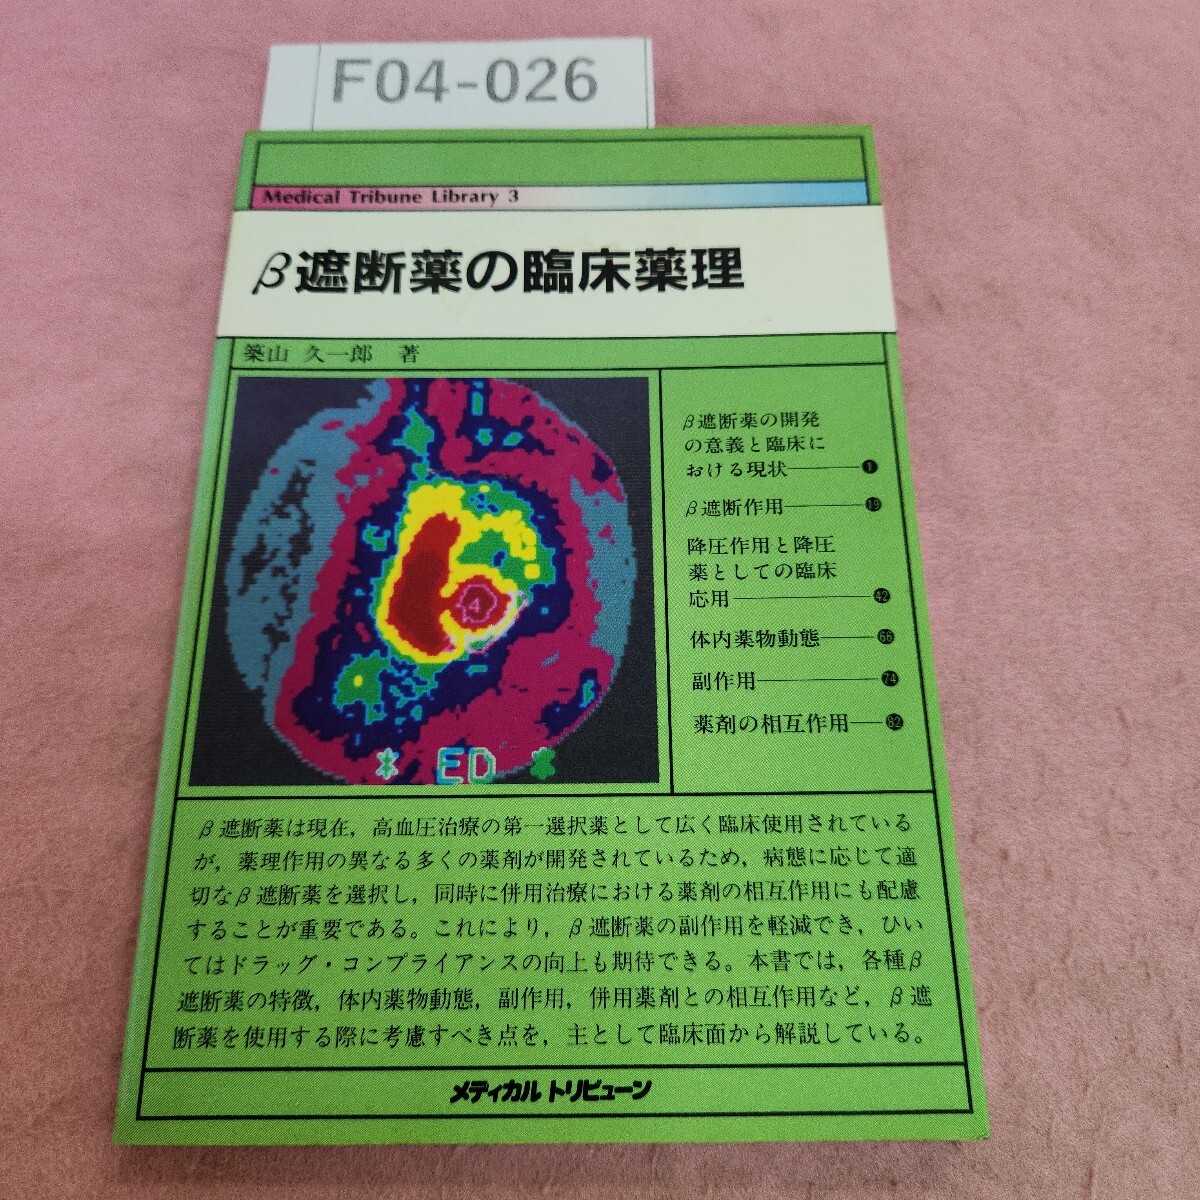 F04-026
Medical Tribune Library 3
β遮断薬の臨床薬理
築山 久一郎 著
β遮断薬の開発
の意義と臨床に
おける現状 1
β遮断作用 19
降圧作用と降圧
薬としての臨床
応用 42
体内薬物動態 66
副作用 74
薬剤の相互作用 82
4
* ED *
β遮断薬は現在,高血圧治療の第一選択薬として広く臨床使用されている
が,薬理作用の異なる多くの薬剤が開発されているため,病態に応じて適
切なβ遮断薬を選択し,同時に併用治療における薬剤の相互作用にも配慮
することが重要である。これにより,β遮断薬の副作用を軽減でき,ひい
てはドラッグ・コンプライアンスの向上も期待できる。本書では,各種β
遮断薬の特徴,体内薬物動態,副作用,併用薬剤との相互作用など,β遮
断薬を使用する際に考慮すべき点を,主として臨床面から解説している。
メディカル トリビューン